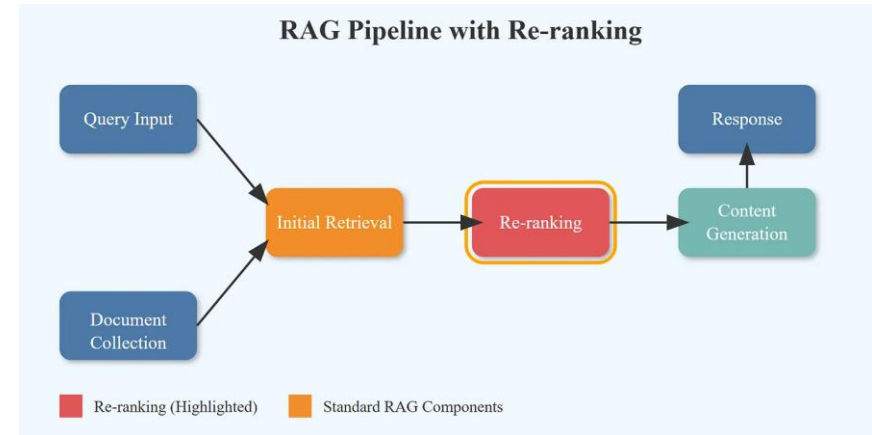 RAG Pipeline with Re-ranking
Query Input
Response
Initial Retrieval
Re-ranking
Content
Generation
Document
Collection
Re-ranking (Highlighted)
Standard RAG Components